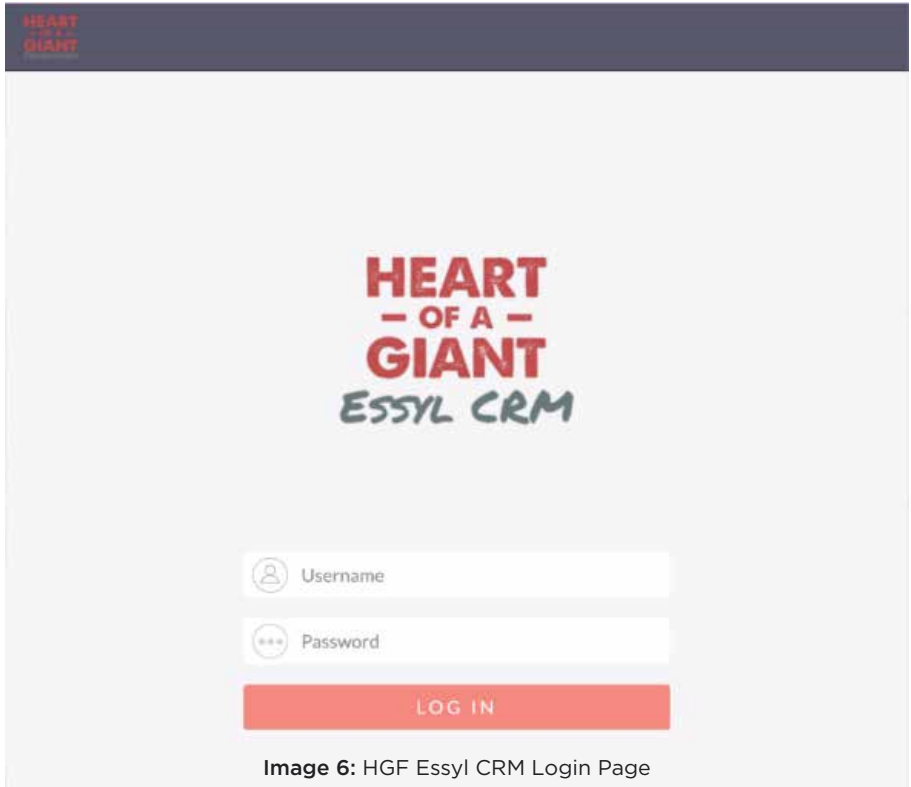 HEART
OF A
GIANT
HEART
— OF A —
GIANT
ESSYL CRM
Username
Password
LOG IN
Image 6: HGF Essyl CRM Login Page